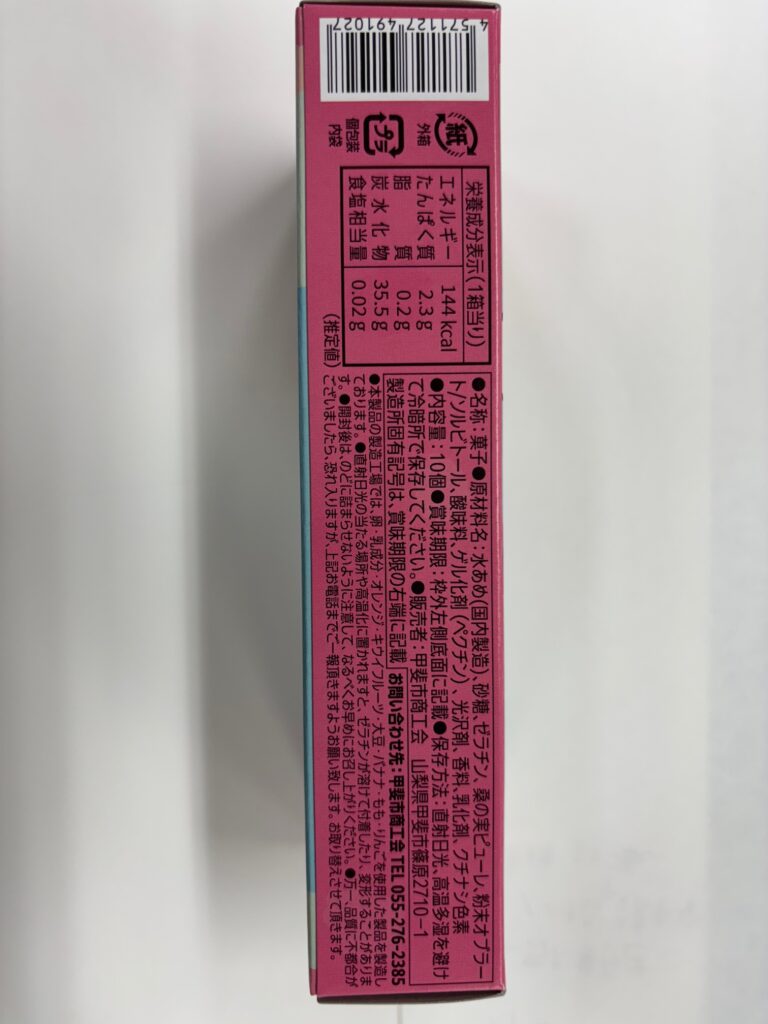 4 571127 491027
紙
外箱
プラ
個包装
内袋
栄養成分表示(1箱当り)
エネルギー 144kcal
たんぱく質 2.3g
脂質 0.2g
炭水化物 35.5g
食塩相当量 0.02g
(推定値)
●名称:菓子●原材料名:水あめ(国内製造)、砂糖、ゼラチン、桑の実ピューレ、粉末オブラー
ト/ソルビトール、酸味料、ゲル化剤(ペクチン)、光沢剤、香料、乳化剤、クチナシ色素
●内容量:10個●賞味期限:枠外左側底面に記載●保存方法:直射日光、高温多湿を避け
て冷暗所で保存してください。●販売者:甲斐市商工会 山梨県甲斐市篠原2710-1
製造所固有記号は、賞味期限の右端に記載 お問い合わせ先:甲斐市商工会 TEL 055-276-2385
●本製品の製造工場では、卵・乳成分・オレンジ・キウイフルーツ・大豆・バナナ・もも・りんごを使用した製品を製造し
ております。●直射日光の当たる場所や高温化に置かれますと、ゼラチンが溶けて付着したり、変形することがありま
す。●開封後は、のどに詰まらせないように注意して、なるべくお早めにお召し上がりください。●万一、品質に不都合が
ございましたら、恐れ入りますが、上記お電話までご一報頂きますようお願い致します。お取り替えさせて頂きます。